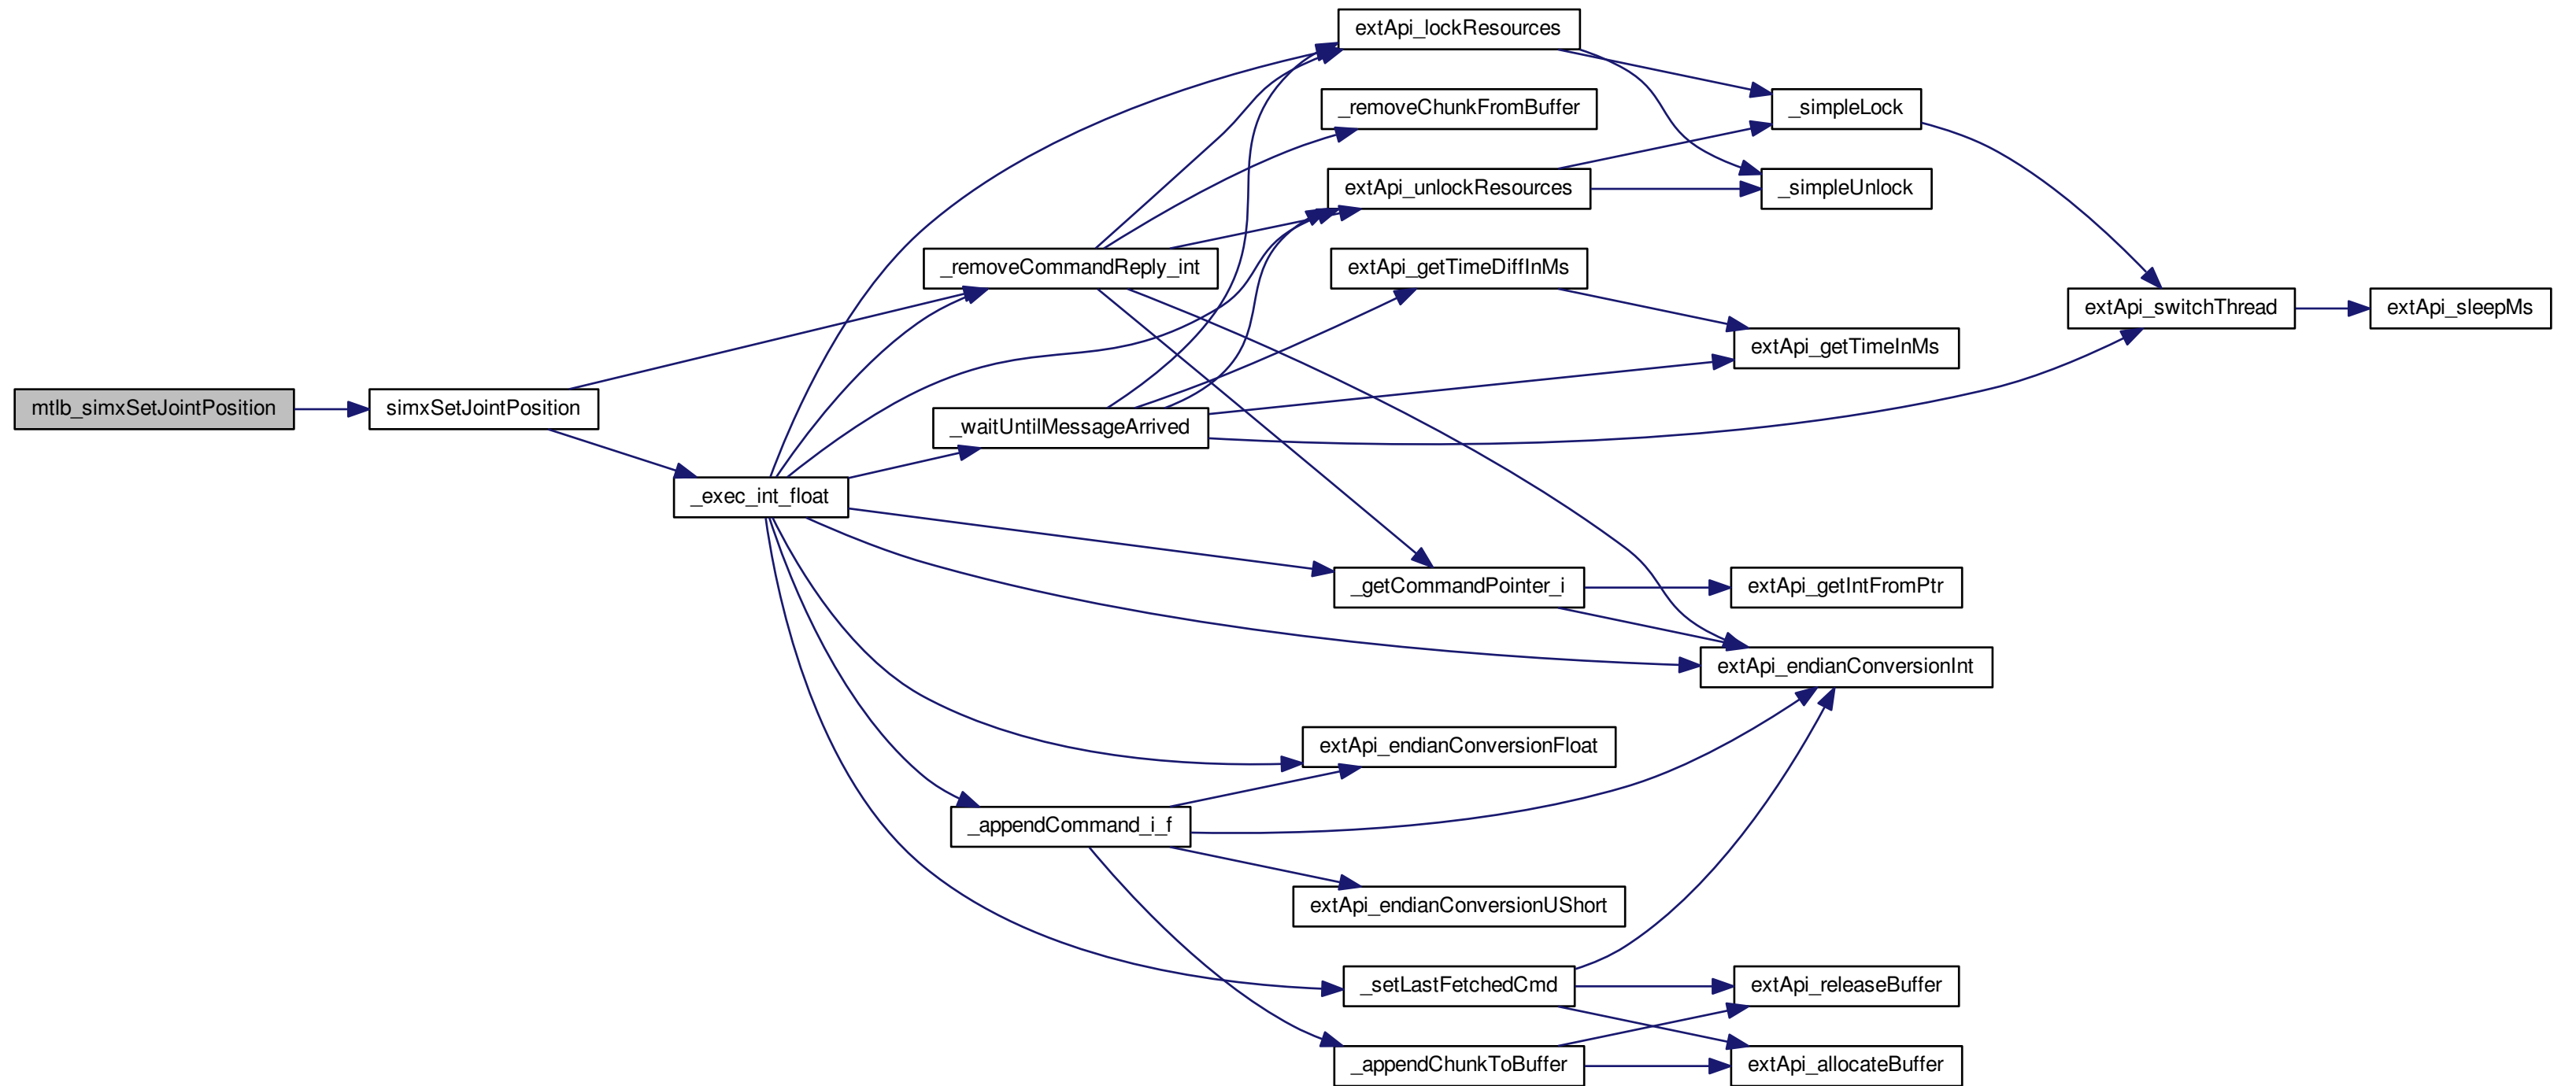 extApi_lockResources
_removeChunkFromBuffer
_simpleLock
extApi_unlockResources
_simpleUnlock
_removeCommandReply_int
extApi_getTimeDiffInMs
extApi_switchThread
extApi_sleepMs
extApi_getTimeInMs
mtlb_simxSetJointPosition
simxSetJointPosition
_waitUntilMessageArrived
_exec_int_float
_getCommandPointer_i
extApi_getIntFromPtr
extApi_endianConversionInt
extApi_endianConversionFloat
_appendCommand_i_f
extApi_endianConversionUShort
_setLastFetchedCmd
extApi_releaseBuffer
_appendChunkToBuffer
extApi_allocateBuffer